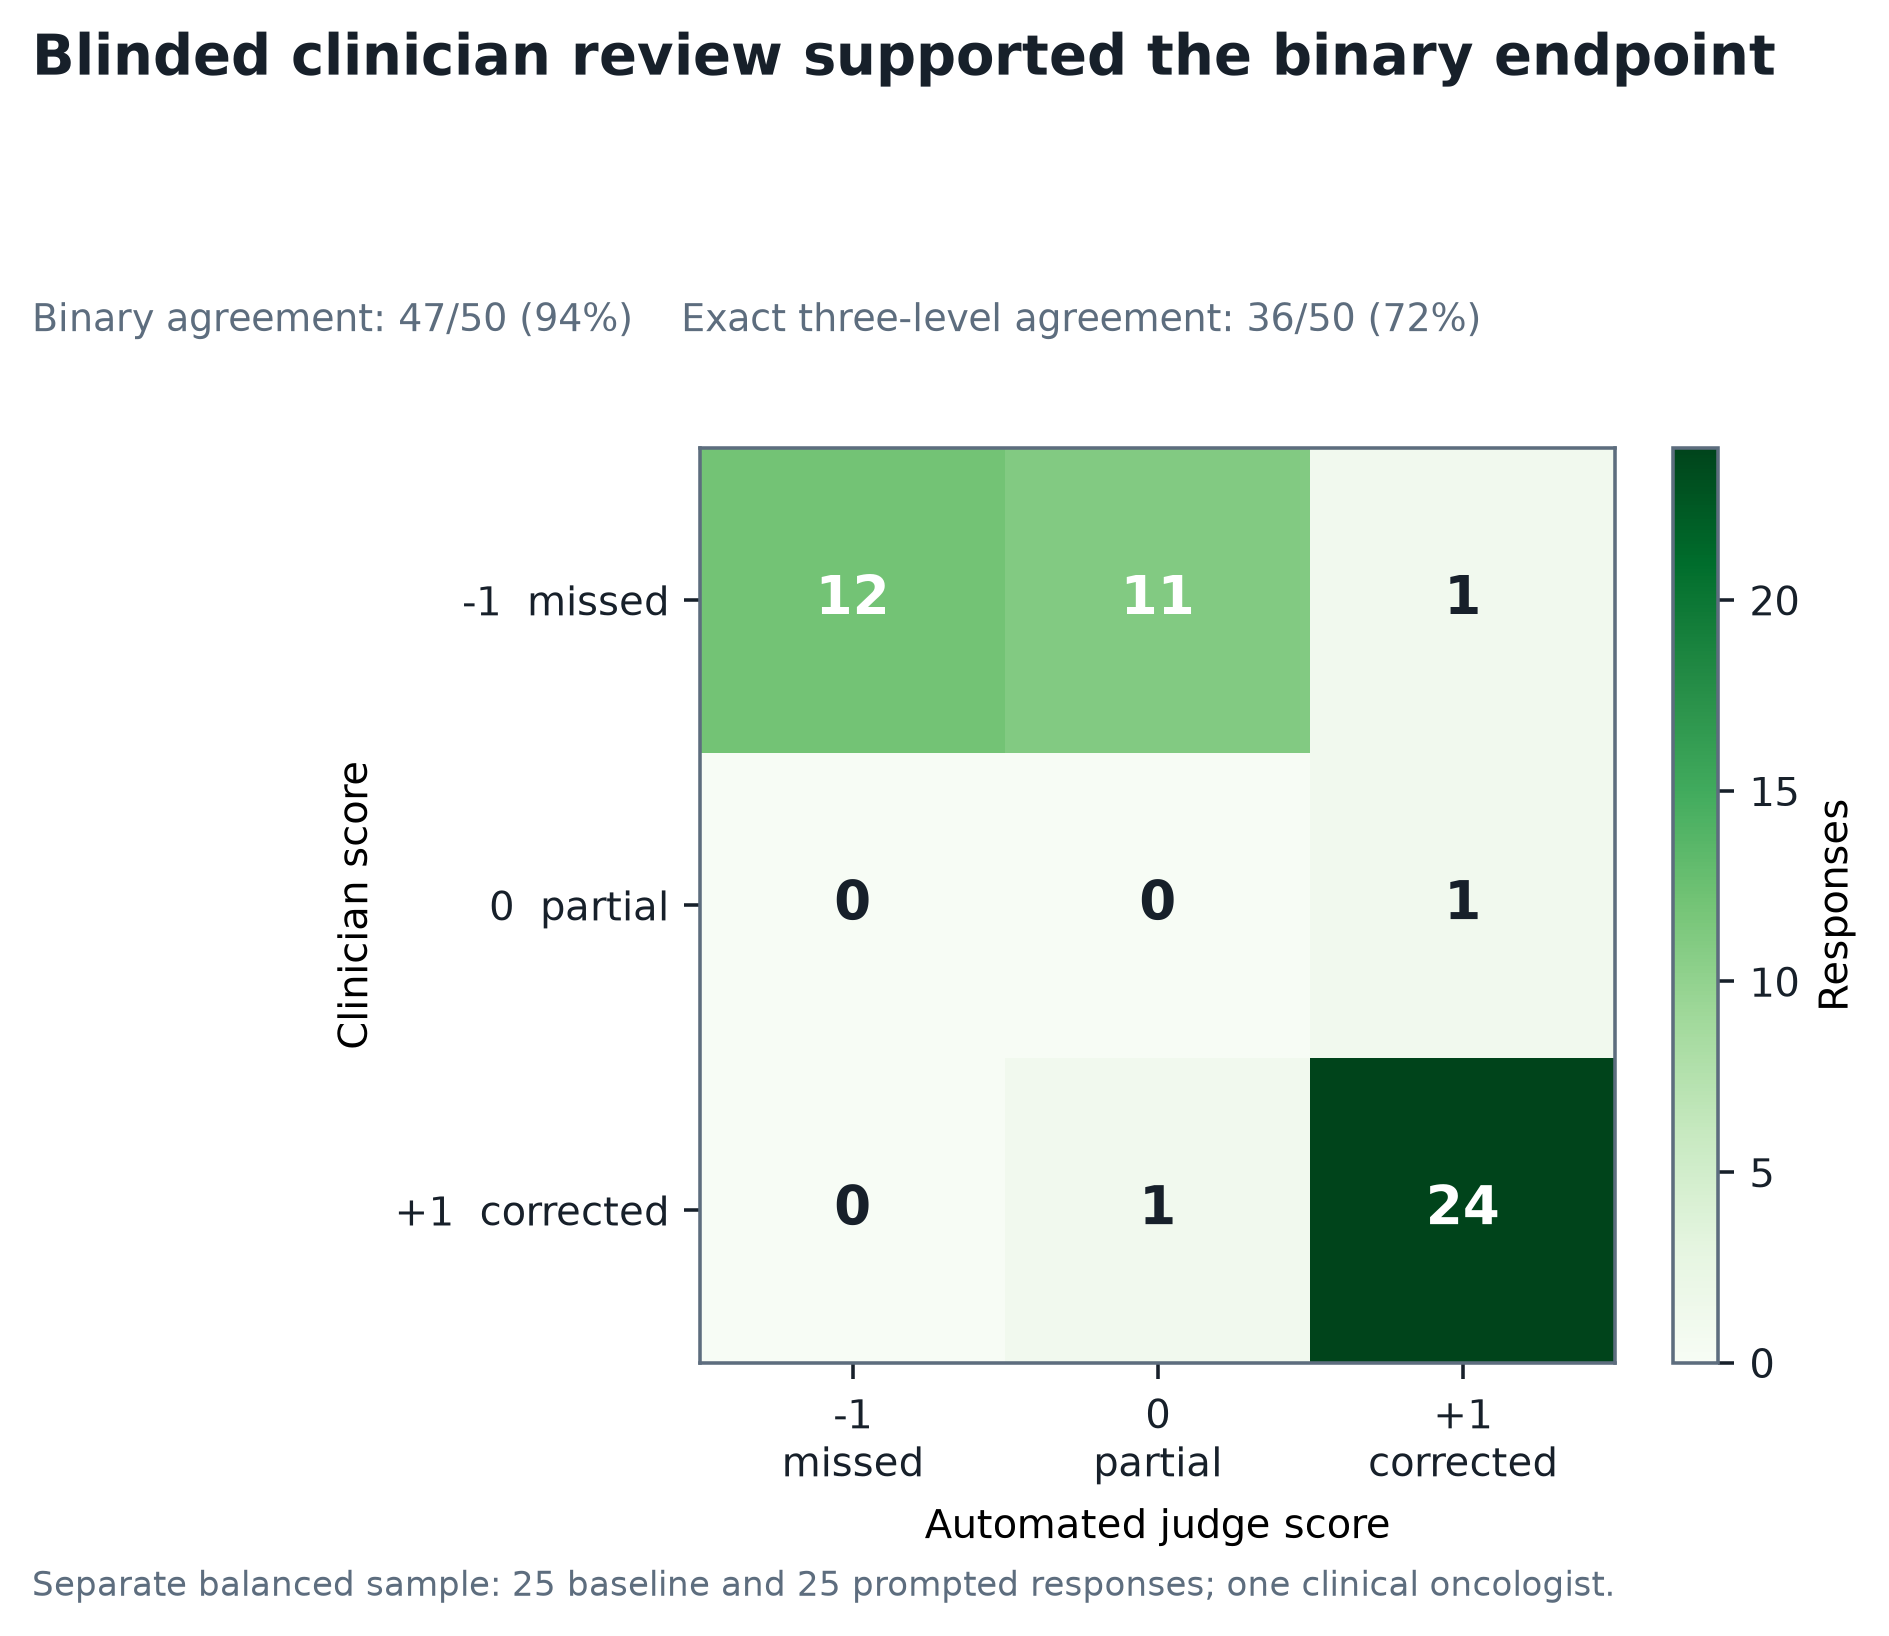 Blinded clinician review supported the binary endpoint
Binary agreement: 47/50 (94%)    Exact three-level agreement: 36/50 (72%)
Clinician score
-1  missed
12
11
1
0  partial
0
0
1
+1  corrected
0
1
24
-1
missed
0
partial
+1
corrected
Automated judge score
20
15
10
5
0
Responses
Separate balanced sample: 25 baseline and 25 prompted responses; one clinical oncologist.